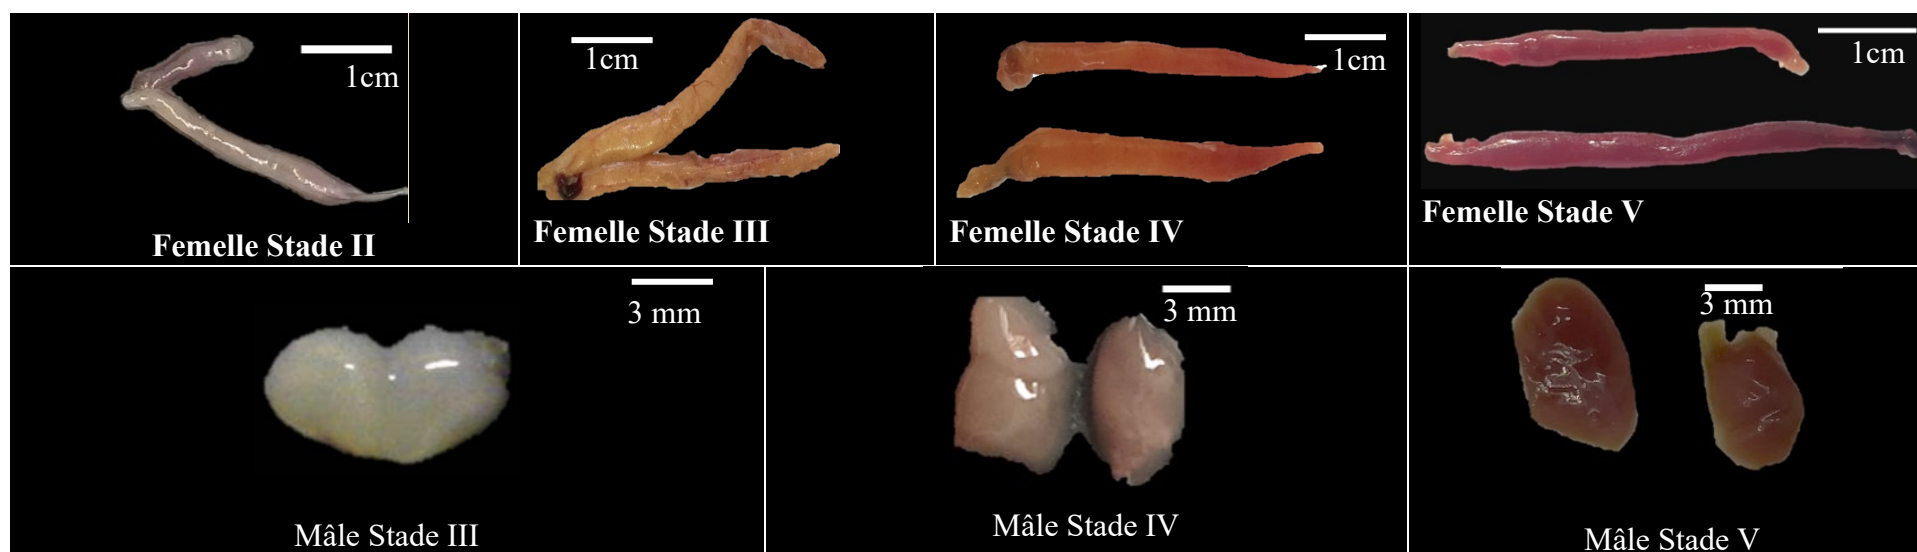 1cm
Femelle Stade II
1cm
Femelle Stade III
1cm
Femelle Stade IV
1cm
Femelle Stade V
3 mm
Mâle Stade III
3 mm
Mâle Stade IV
3 mm
Mâle Stade V